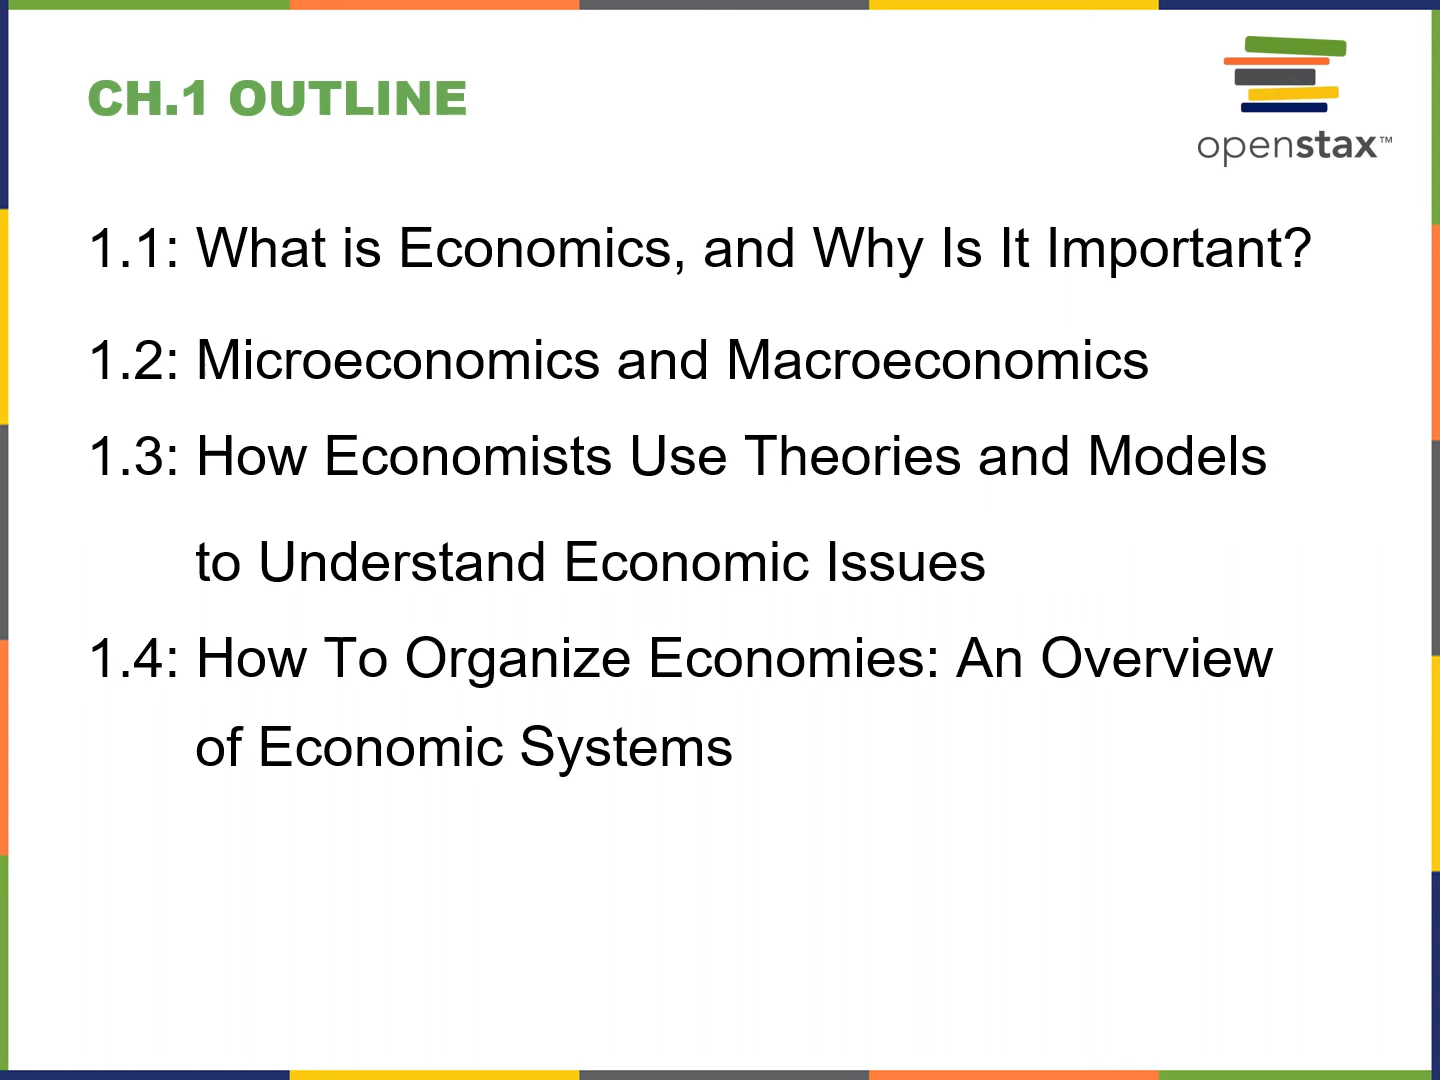 CH.1 OUTLINE
openstax™
1.1: What is Economics, and Why Is It Important?
1.2: Microeconomics and Macroeconomics
1.3: How Economists Use Theories and Models
to Understand Economic Issues
1.4: How To Organize Economies: An Overview
of Economic Systems